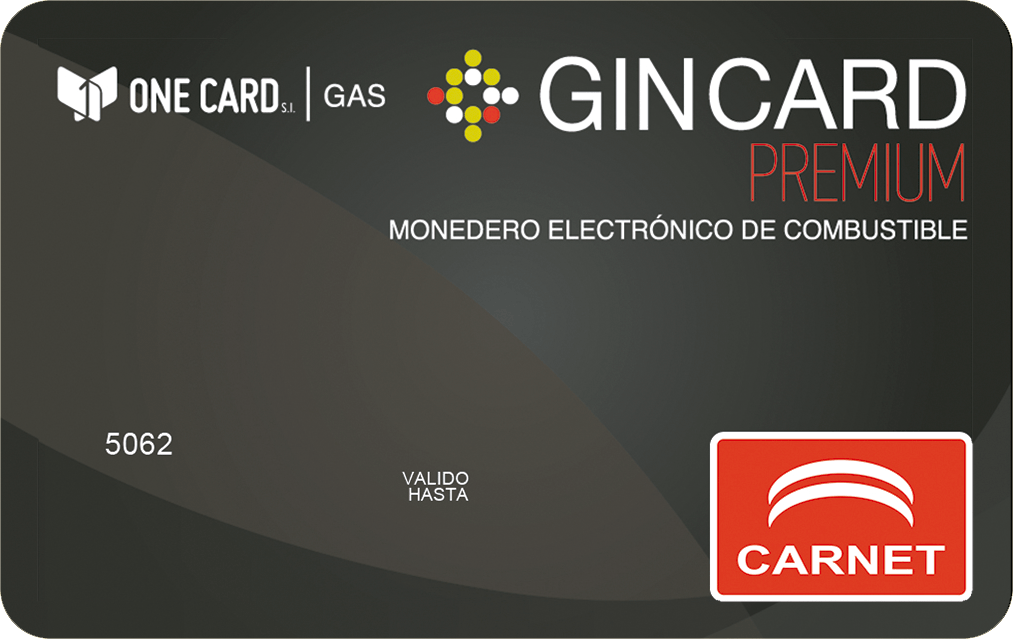 ONE CARD S.I. | GAS
GINCARD
PREMIUM
MONEDERO ELECTRÓNICO DE COMBUSTIBLE
5062
VALIDO
HASTA
CARNET